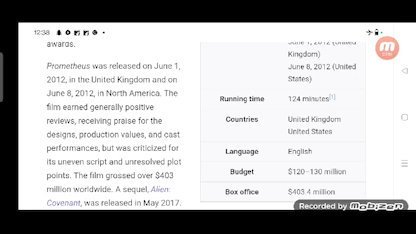 12:38
awards.
Prometheus was released on June 1,
2012, in the United Kingdom and on
June 8, 2012, in North America. The
film earned generally positive
reviews, receiving praise for the
designs, production values, and cast
performances, but was criticized for
its uneven script and unresolved plot
points. The film grossed over $403
million worldwide. A sequel, Alien:
Covenant, was released in May 2017.
June 1, 2012 (United
Kingdom)
June 8, 2012 (United
States)
Running time 124 minutes[1]
Countries United Kingdom
United States
Language English
Budget $120–130 million
Box office $403.4 million
Recorded by Mobizen